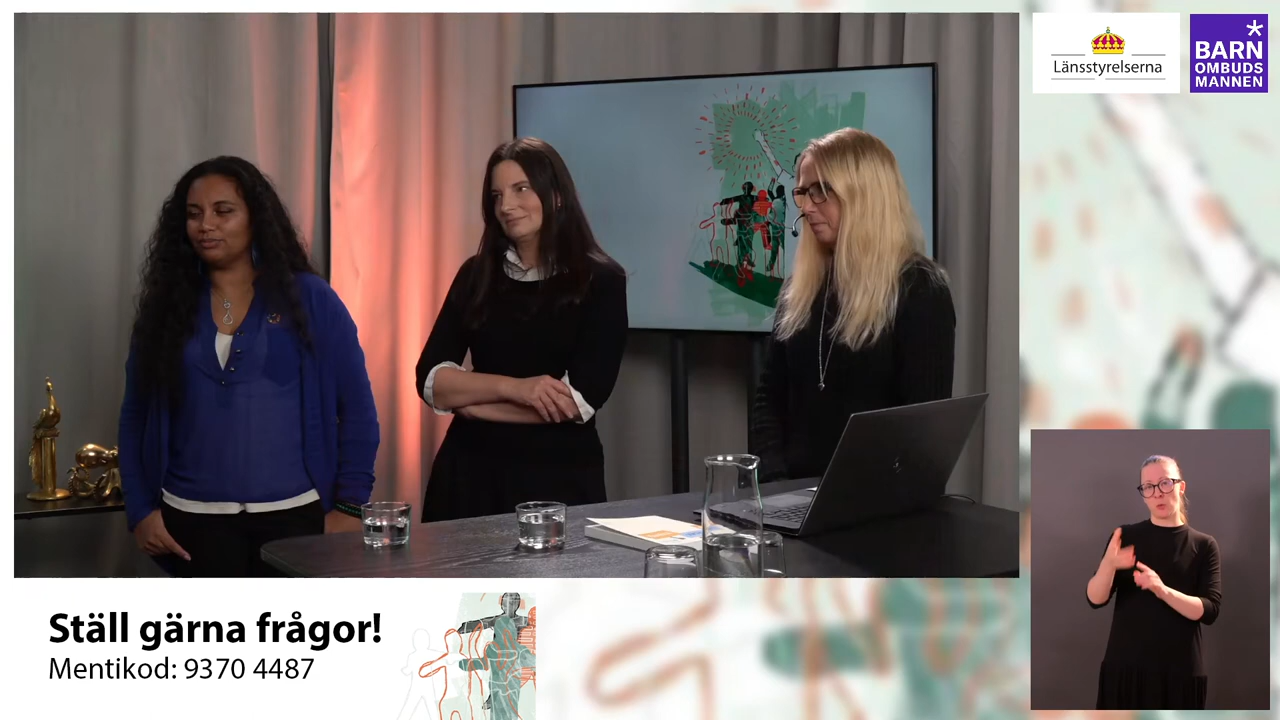 Länsstyrelserna
BARN
OMBUDS
MANNEN
Ställ gärna frågor!
Mentikod: 9370 4487